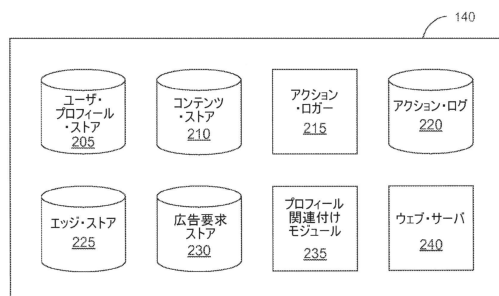 140
ユーザ・
プロフィール
・ストア
205
コンテンツ
・ストア
210
アクション
・ロガー
215
アクション・ログ
220
エッジ・ストア
225
広告要求
ストア
230
プロフィール
関連付け
モジュール
235
ウェブ・サーバ
240